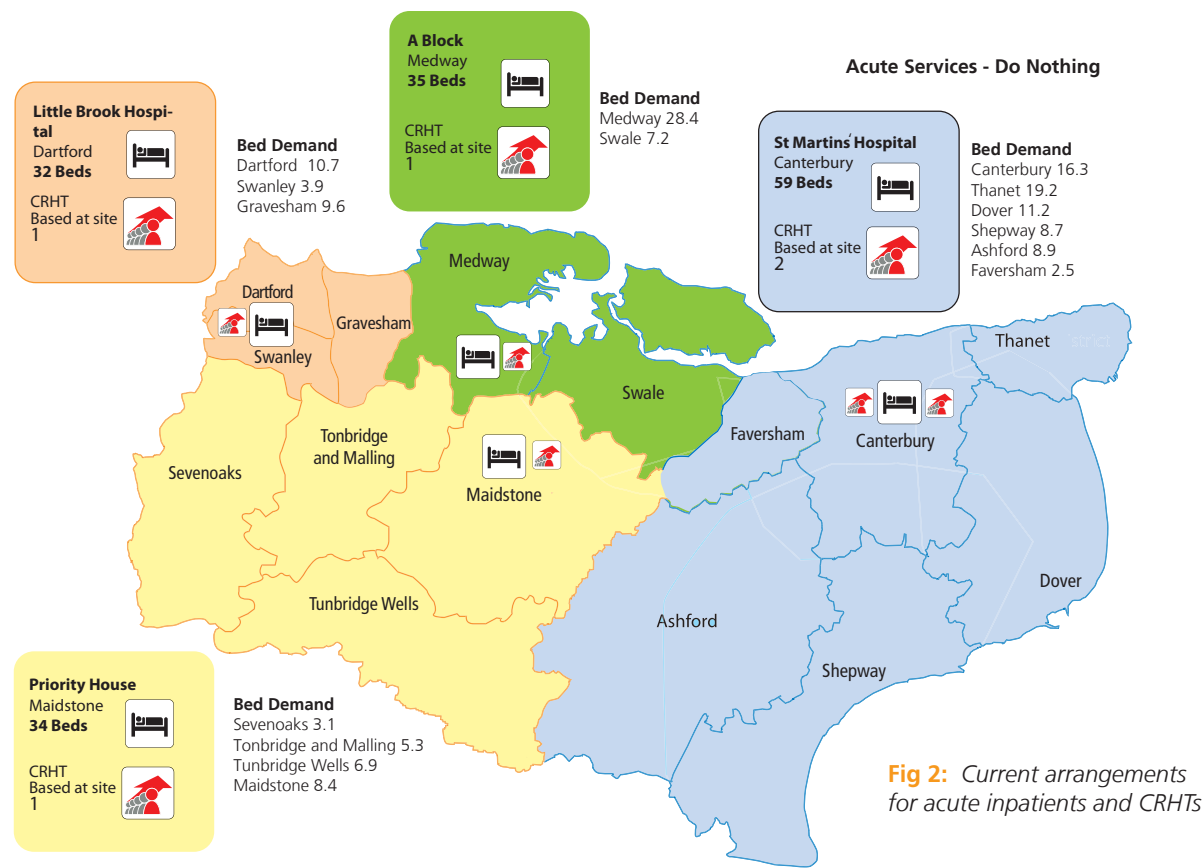 A Block
Medway
35 Beds
CRHT
Based at site
1
Bed Demand
Medway 28.4
Swale 7.2
Acute Services - Do Nothing
Little Brook Hospi-
tal
Dartford
32 Beds
CRHT
Based at site
1
Bed Demand
Dartford 10.7
Swanley 3.9
Gravesham 9.6
St Martins' Hospital
Canterbury
59 Beds
CRHT
Based at site
2
Bed Demand
Canterbury 16.3
Thanet 19.2
Dover 11.2
Shepway 8.7
Ashford 8.9
Faversham 2.5
Medway
Dartford
Gravesham
Swanley
Thanet
strict
Swale
Faversham
Canterbury
Tonbridge
and Malling
Sevenoaks
Maidstone
Dover
Tunbridge Wells
Ashford
Shepway
Priority House
Maidstone
34 Beds
CRHT
Based at site
1
Bed Demand
Sevenoaks 3.1
Tonbridge and Malling 5.3
Tunbridge Wells 6.9
Maidstone 8.4
Fig 2: Current arrangements
for acute inpatients and CRHTs